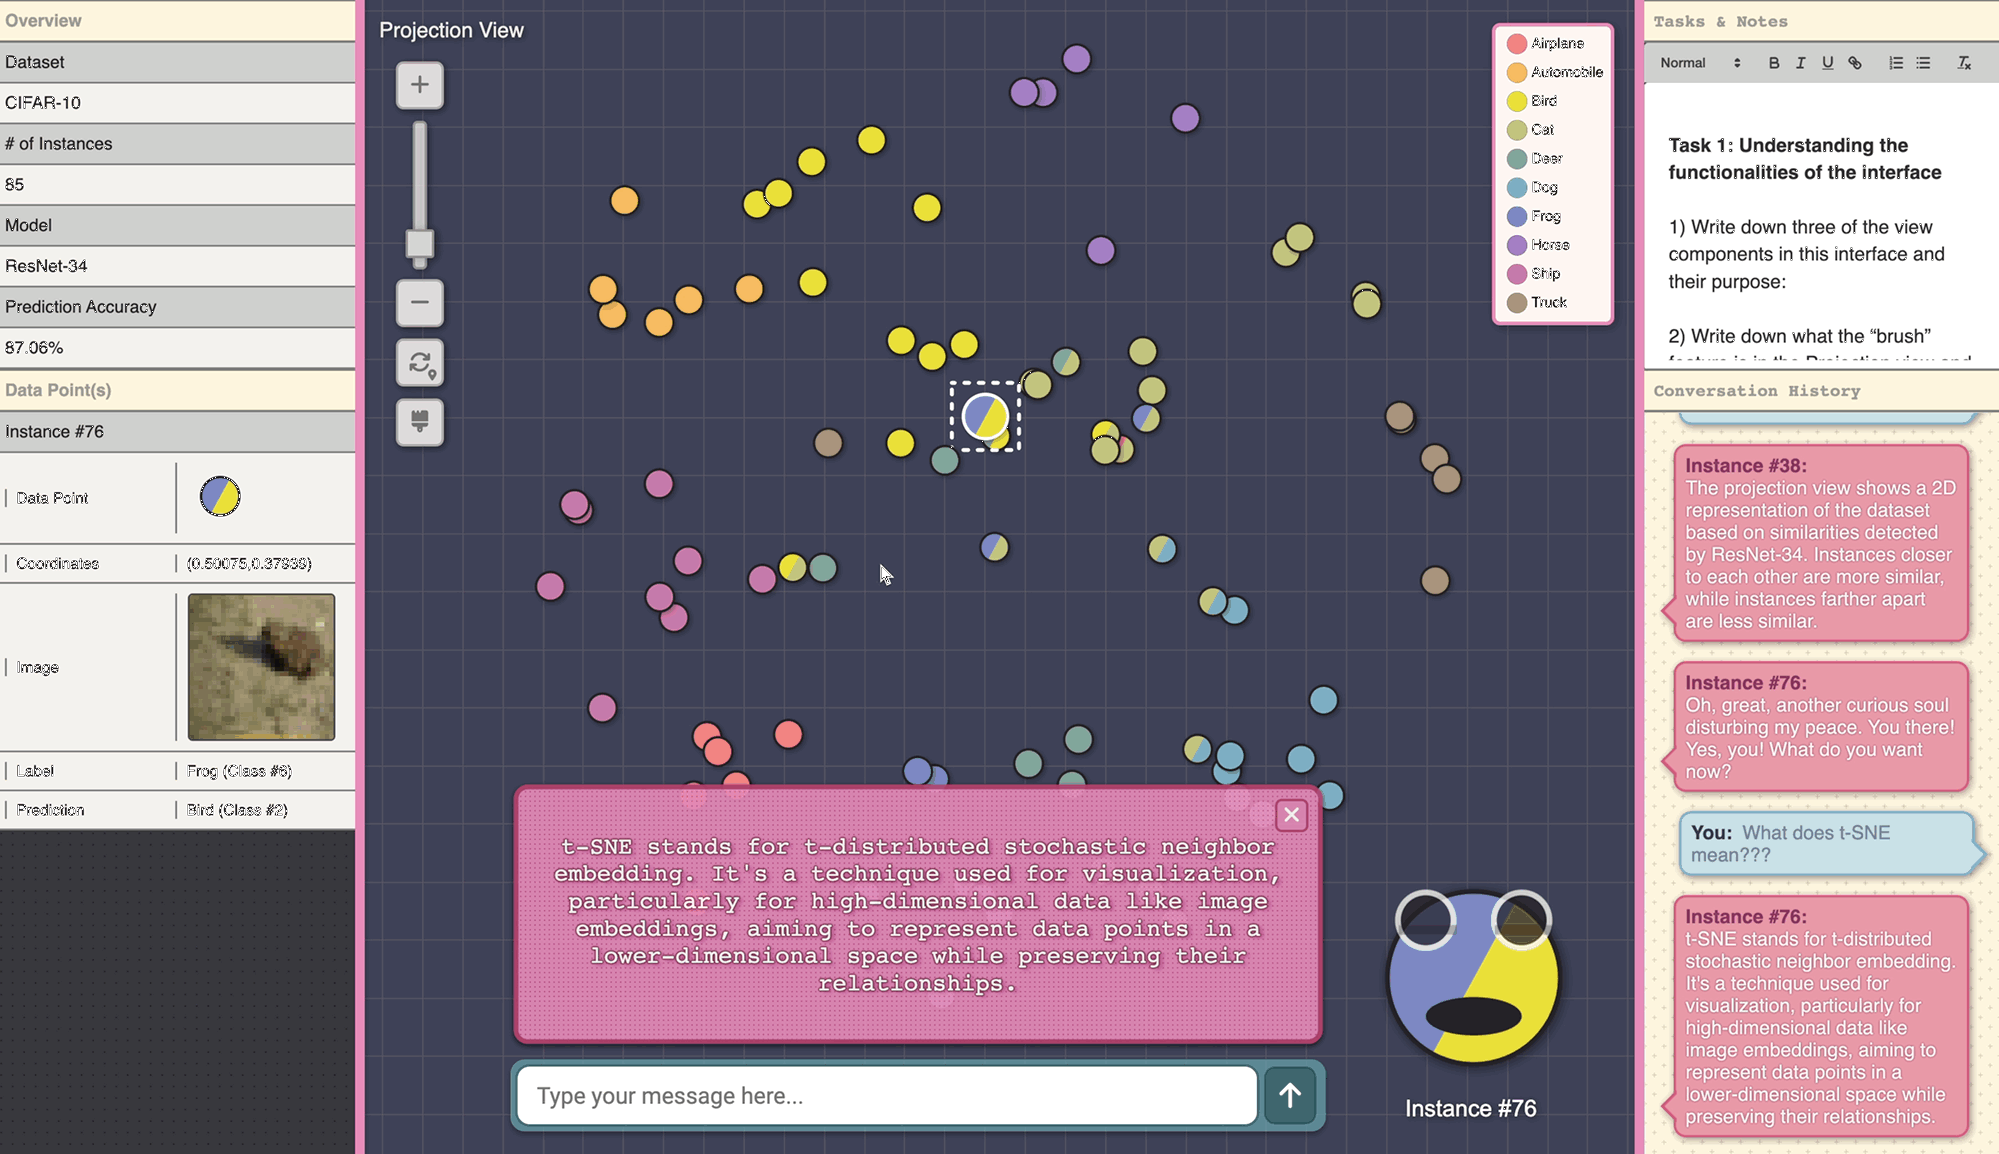 Overview
Dataset
CIFAR-10
# of Instances
85
Model
ResNet-34
Prediction Accuracy
87.06%
Data Point(s)
Instance #76
Data Point
Coordinates
(0.50075,0.37939)
Image
Label
Frog (Class #6)
Prediction
Bird (Class #2)
Projection View
Airplane
Automobile
Bird
Cat
Deer
Dog
Frog
Horse
Ship
Truck
t-SNE stands for t-distributed stochastic neighbor
embedding. It's a technique used for visualization,
particularly for high-dimensional data like image
embeddings, aiming to represent data points in a
lower-dimensional space while preserving their
relationships.
Type your message here...
Instance #76
Tasks & Notes
Normal
B I U
Task 1: Understanding the
functionalities of the interface
1) Write down three of the view
components in this interface and
their purpose:
2) Write down what the “brush”
feature is in the Projection view and
Conversation History
Instance #38:
The projection view shows a 2D
representation of the dataset
based on similarities detected
by ResNet-34. Instances closer
to each other are more similar,
while instances farther apart
are less similar.
Instance #76:
Oh, great, another curious soul
disturbing my peace. You there!
Yes, you! What do you want
now?
You: What does t-SNE
mean???
Instance #76:
t-SNE stands for t-distributed
stochastic neighbor embedding.
It's a technique used for
visualization, particularly for
high-dimensional data like
image embeddings, aiming to
represent data points in a
lower-dimensional space while
preserving their relationships.